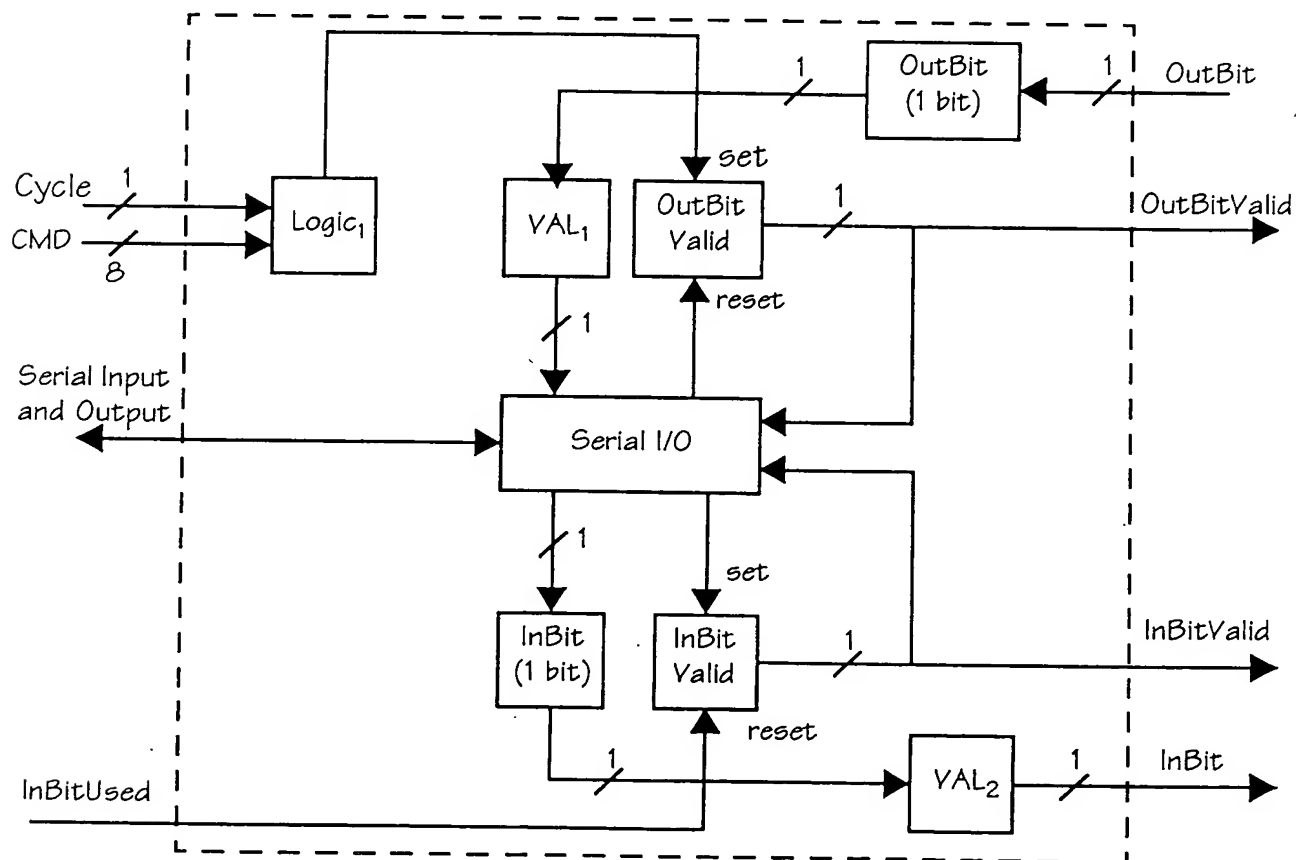 1
OutBit
(1 bit)
1
OutBit
set
Cycle
1
CMD
8
Logic₁
VAL₁
OutBit
Valid
1
OutBitValid
reset
1
Serial Input
and Output
Serial I/O
1
set
InBit
(1 bit)
InBit
Valid
1
InBitValid
reset
1
VAL₂
1
InBit
InBitUsed